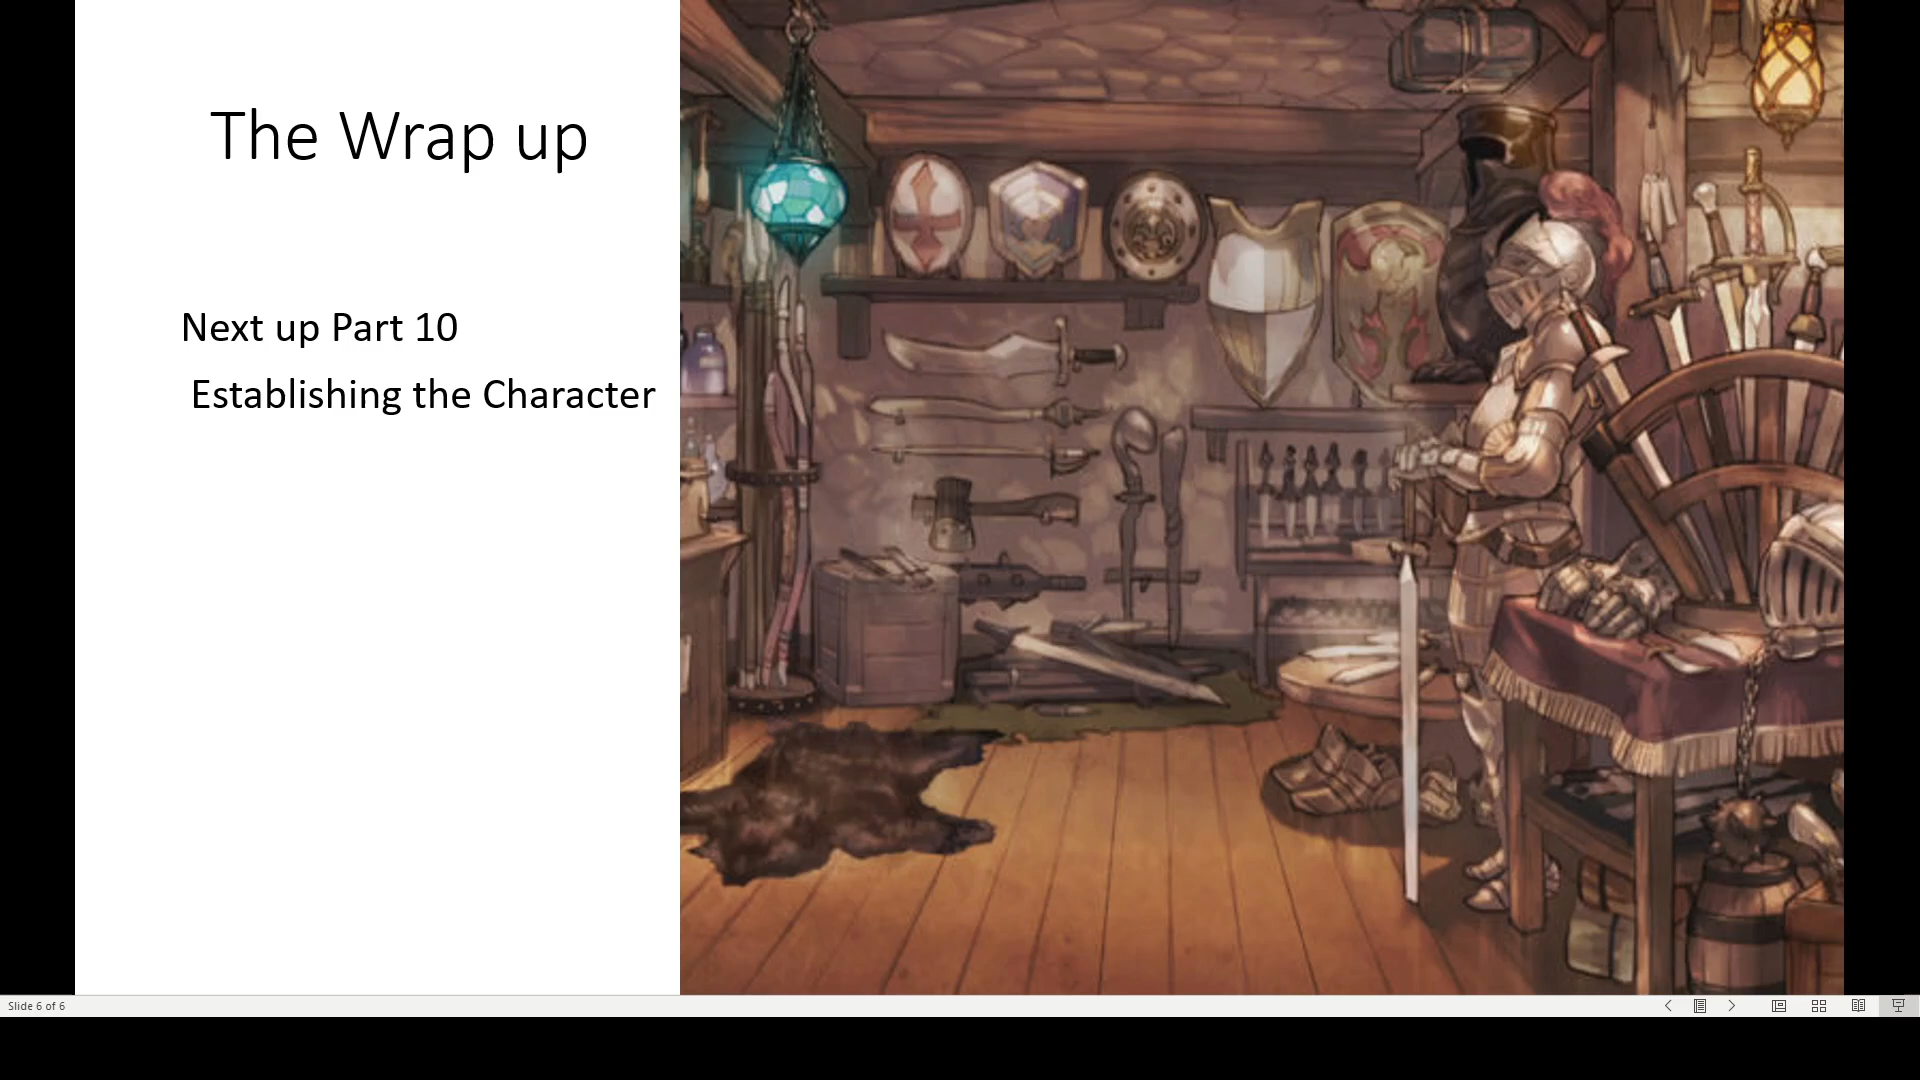 The Wrap up
Next up Part 10
Establishing the Character
Slide 6 of 6